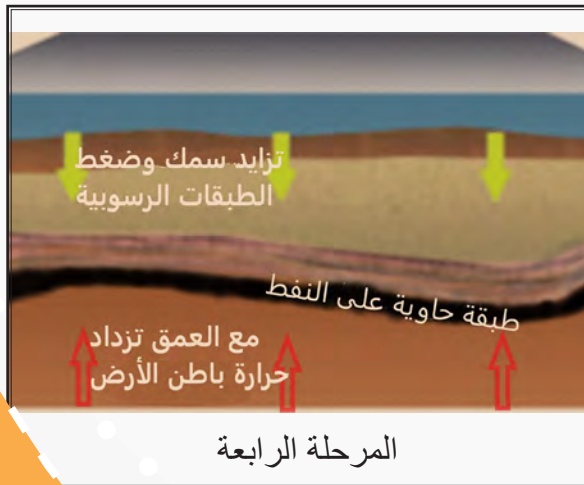 تزايد سمك وضغط
الطبقات الرسوبية
طبقة حاوية على النفط
مع العمق تزداد
حرارة باطن الأرض
المرحلة الرابعة